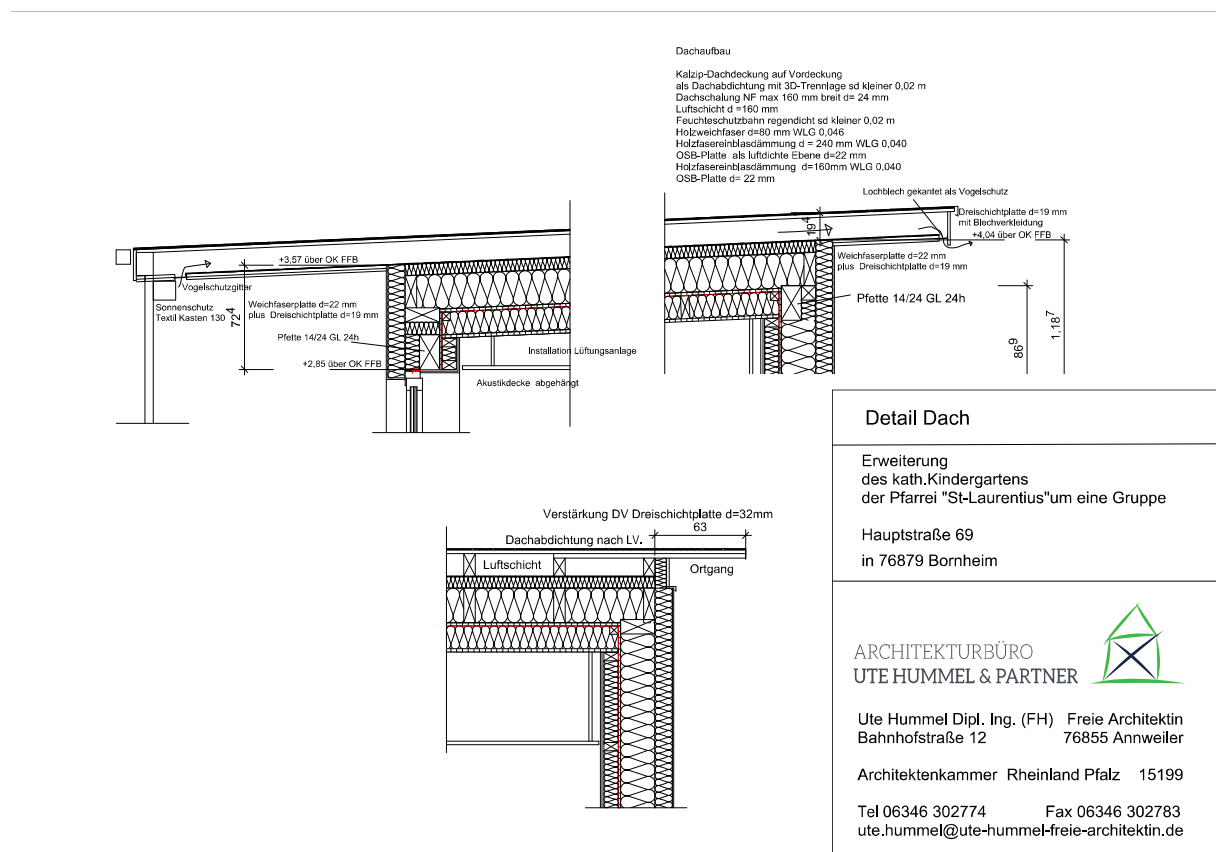 Dachaufbau
Kalzip-Dachdeckung auf Vordeckung
als Dachabdichtung mit 3D-Trennlage sd kleiner 0,02 m
Dachschalung NF max 160 mm breit d= 24 mm
Luftschicht d =160 mm
Feuchteschutzbahn regendicht sd kleiner 0,02 m
Holzweichfaser d=80 mm WLG 0,046
Holzfasereinblasdämmung d = 240 mm WLG 0,040
OSB-Platte als luftdichte Ebene d=22 mm
Holzfasereinblasdämmung d=160mm WLG 0,040
OSB-Platte d= 22 mm
Lochblech gekantet als Vogelschutz
Dreischichtplatte d=19 mm
mit Blechverkleidung
+4,04 über OK FFB
19⁴
Weichfaserplatte d=22 mm
plus Dreischichtplatte d=19 mm
Pfette 14/24 GL 24h
86⁹
1,18⁷
+3,57 über OK FFB
Vogelschutzgitter
Sonnenschutz
Textil Kasten 130
72⁴
Weichfaserplatte d=22 mm
plus Dreischichtplatte d=19 mm
Pfette 14/24 GL 24h
+2,85 über OK FFB
Installation Lüftungsanlage
Akustikdecke abgehängt
Verstärkung DV Dreischichtplatte d=32mm
63
Dachabdichtung nach LV.
Luftschicht
Ortgang
Detail Dach
Erweiterung
des kath.Kindergartens
der Pfarrei "St-Laurentius"um eine Gruppe
Hauptstraße 69
in 76879 Bornheim
ARCHITEKTURBÜRO
UTE HUMMEL & PARTNER
Ute Hummel Dipl. Ing. (FH) Freie Architektin
Bahnhofstraße 12 76855 Annweiler
Architektenkammer Rheinland Pfalz 15199
Tel 06346 302774 Fax 06346 302783
ute.hummel@ute-hummel-freie-architektin.de